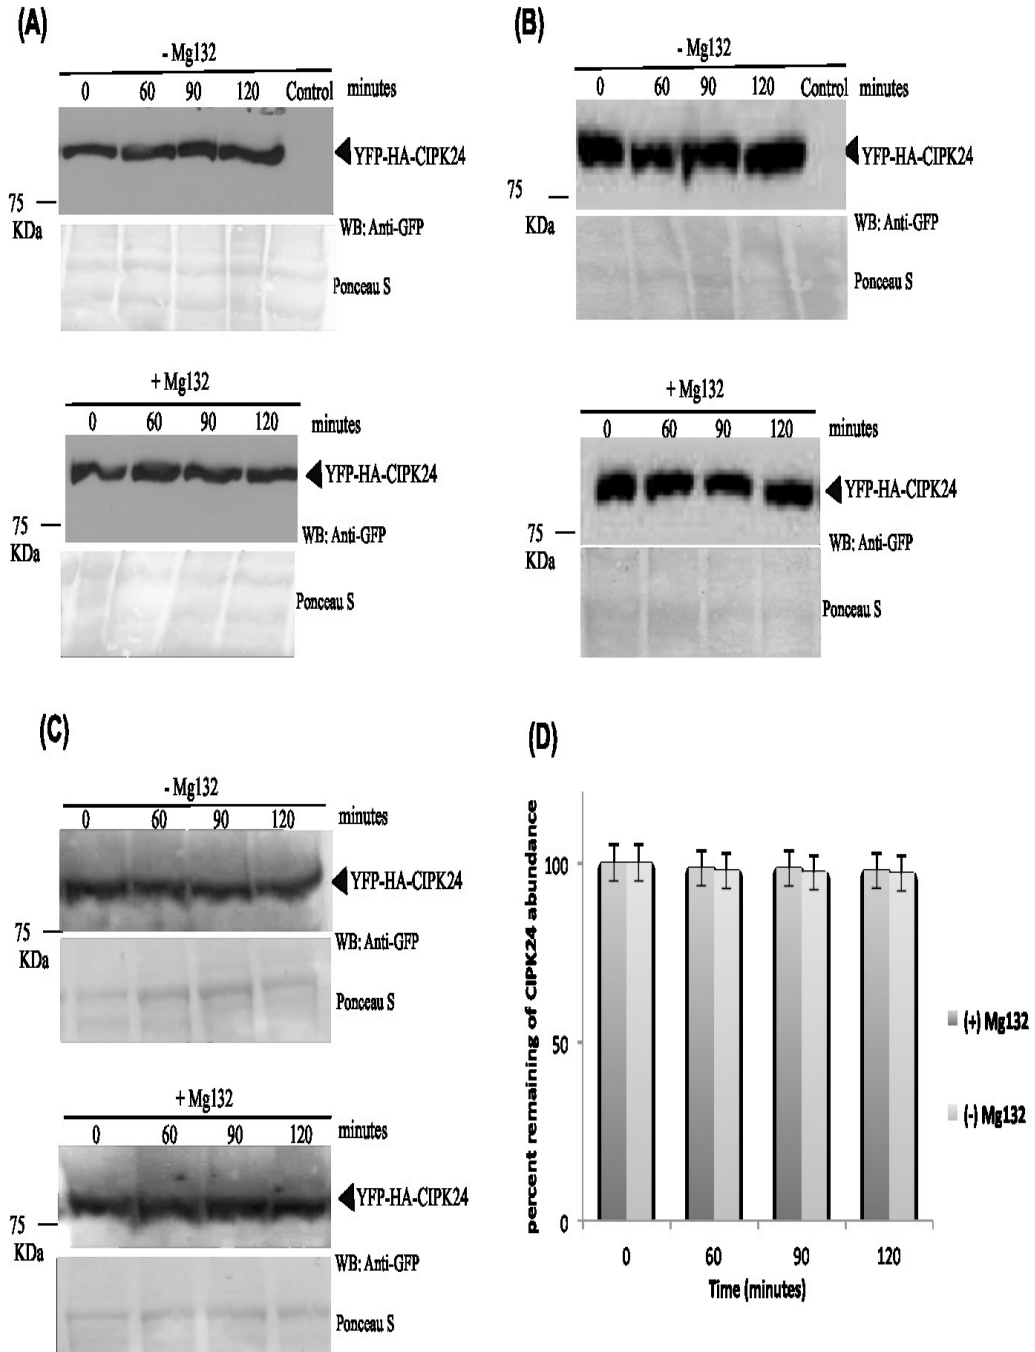 (A)
- Mg132
0 60 90 120 Control minutes
YFP-HA-CIPK24
75
KDa
WB: Anti-GFP
Ponceau S
+ Mg132
0 60 90 120 minutes
YFP-HA-CIPK24
75
KDa
WB: Anti-GFP
Ponceau S
(B)
- Mg132
0 60 90 120 Control minutes
YFP-HA-CIPK24
75
KDa
WB: Anti-GFP
Ponceau S
+ Mg132
0 60 90 120 minutes
YFP-HA-CIPK24
75
KDa
WB: Anti-GFP
Ponceau S
(C)
- Mg132
0 60 90 120 minutes
YFP-HA-CIPK24
75
KDa
WB: Anti-GFP
Ponceau S
+ Mg132
0 60 90 120 minutes
YFP-HA-CIPK24
75
KDa
WB: Anti-GFP
Ponceau S
(D)
percent remaining of CIPK24 abundance
100
50
0
0 60 90 120
Time (minutes)
(+) Mg132
(-) Mg132